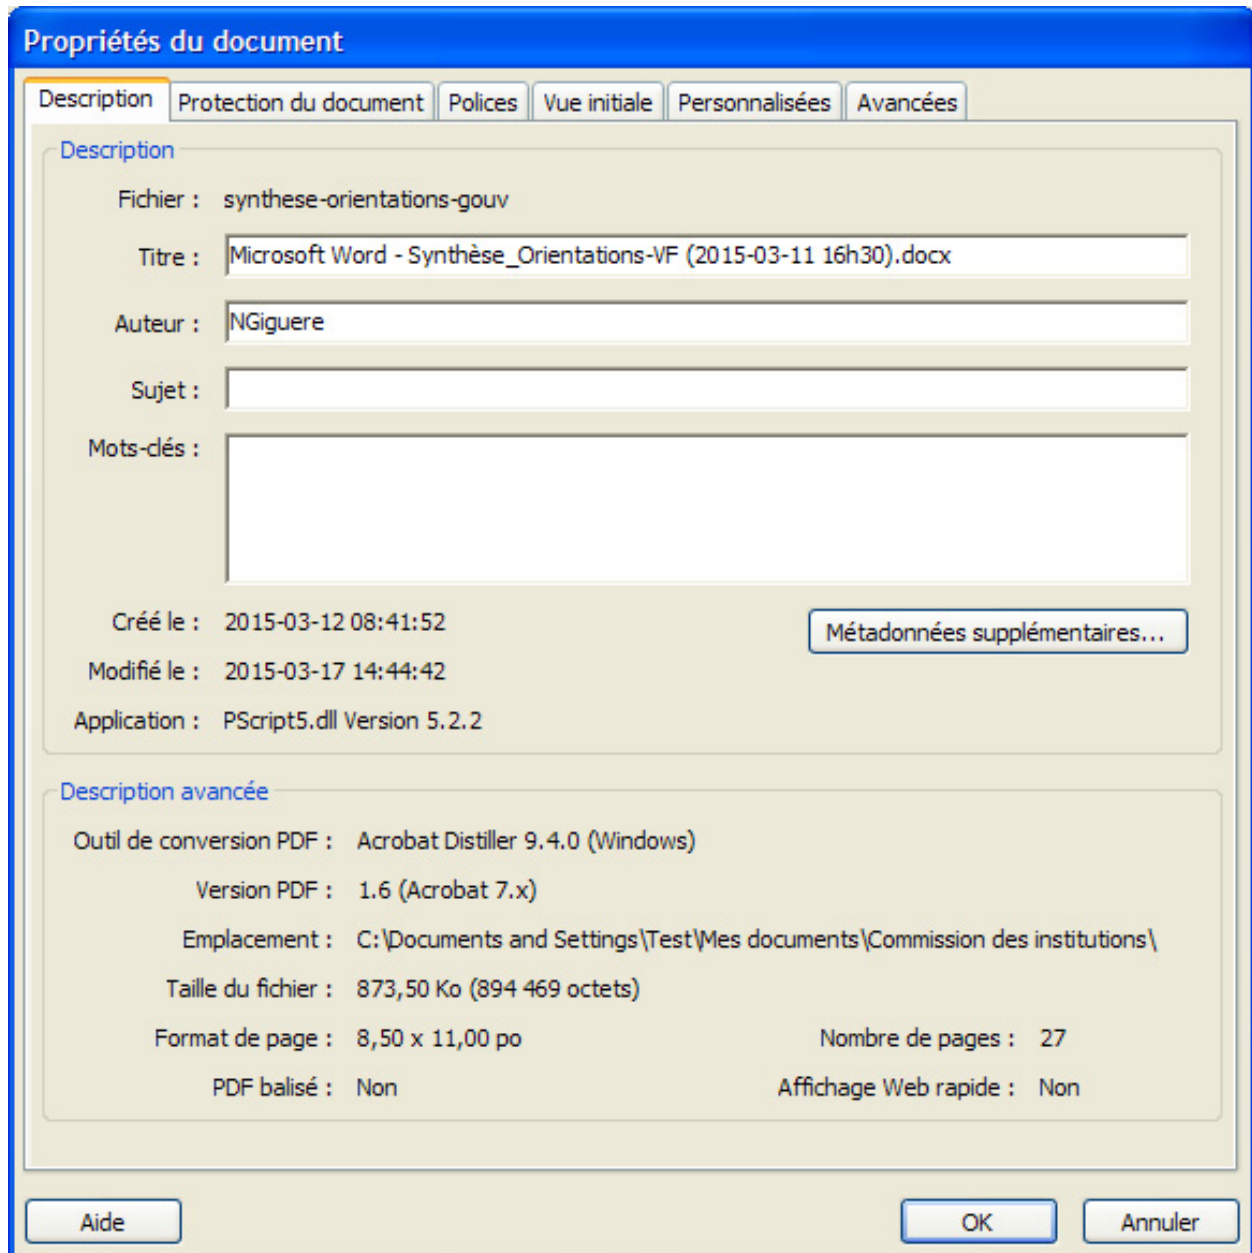 Propriétés du document
Description Protection du document Polices Vue initiale Personnalisées Avancées
Description
Fichier : synthese-orientations-gouv
Titre : Microsoft Word - Synthèse_Orientations-VF (2015-03-11 16h30).docx
Auteur : NGiguere
Sujet :
Mots-clés :
Créé le : 2015-03-12 08:41:52
Métadonnées supplémentaires...
Modifié le : 2015-03-17 14:44:42
Application : PScript5.dll Version 5.2.2
Description avancée
Outil de conversion PDF : Acrobat Distiller 9.4.0 (Windows)
Version PDF : 1.6 (Acrobat 7.x)
Emplacement : C:\Documents and Settings\Test\Mes documents\Commission des institutions\
Taille du fichier : 873,50 Ko (894 469 octets)
Format de page : 8,50 x 11,00 po Nombre de pages : 27
PDF balisé : Non Affichage Web rapide : Non
Aide OK Annuler